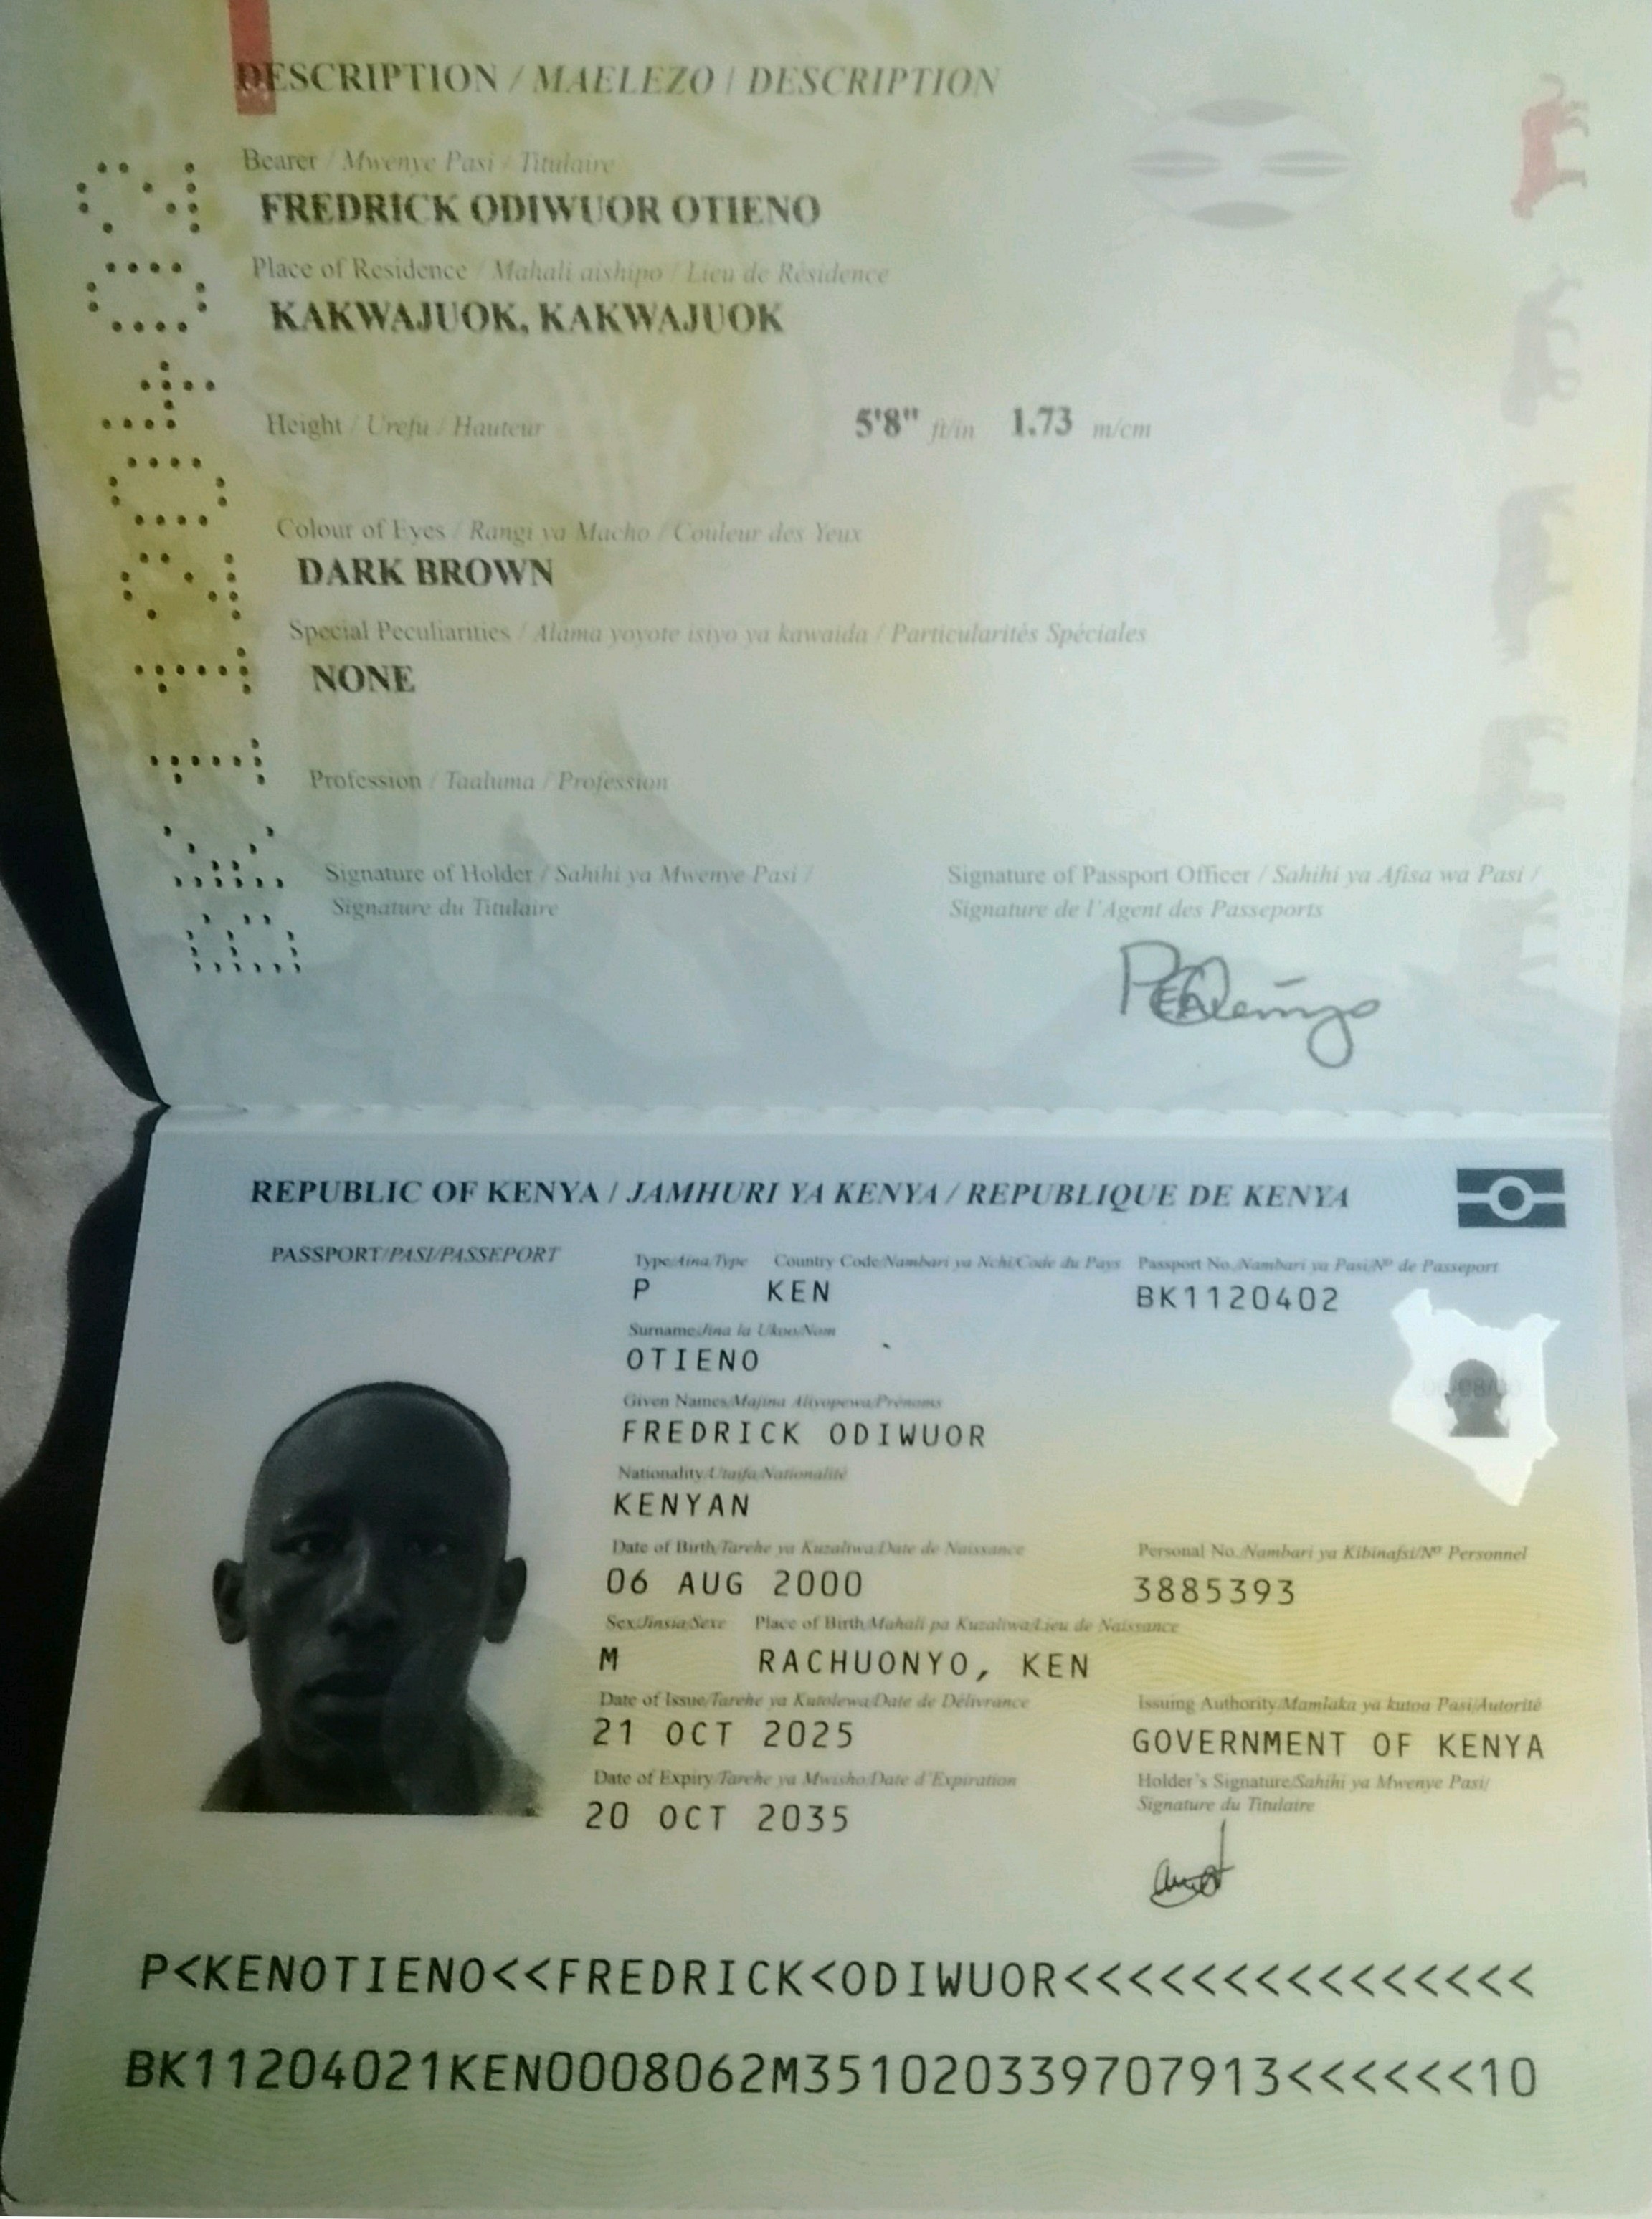 DESCRIPTION / MAELEZO / DESCRIPTION
Bearer / Mwenye Pasi / Titulaire
FREDRICK ODIWUOR OTIENO
Place of Residence / Mahali aishipo / Lieu de Résidence
KAKWAJUOK, KAKWAJUOK
Height / Urefu / Hauteur 5'8" ft/in 1.73 m/cm
Colour of Eyes / Rangi ya Macho / Couleur des Yeux
DARK BROWN
Special Peculiarities / Alama yoyote isiyo ya kawaida / Particularités Spéciales
NONE
Profession / Taaluma / Profession
Signature of Holder / Sahihi ya Mwenye Pasi / Signature of Passport Officer / Sahihi ya Afisa wa Pasi /
Signature du Titulaire Signature de l'Agent des Passeports
BK1120402
REPUBLIC OF KENYA / JAMHURI YA KENYA / REPUBLIQUE DE KENYA
PASSPORT/PASI/PASSEPORT Type/Aina/Type Country Code/Nambari ya Nchi/Code du Pays Passport No./Nambari ya Pasi/Nº de Passeport
P KEN BK1120402
Surname/Jina la Ukoo/Nom
OTIENO
Given Names/Majina Aliyopewa/Prénoms
FREDRICK ODIWUOR
Nationality/Utaifa/Nationalité
KENYAN
Date of Birth/Tarehe ya Kuzaliwa/Date de Naissance Personal No./Nambari ya Kibinafsi/Nº Personnel
06 AUG 2000 3885393
Sex/Jinsia/Sexe Place of Birth/Mahali pa Kuzaliwa/Lieu de Naissance
M RACHUONYO, KEN
Date of Issue/Tarehe ya Kutolewa/Date de Délivrance Issuing Authority/Mamlaka ya kutoa Pasi/Autorité
21 OCT 2025 GOVERNMENT OF KENYA
Date of Expiry/Tarehe ya Mwisho/Date d'Expiration Holder's Signature/Sahihi ya Mwenye Pasi/
Signature du Titulaire
20 OCT 2035
P<KENOTIENO<<FREDRICK<ODIWUOR<<<<<<<<<<<<<<<
BK11204021KEN0008062M351020339707913<<<<<<10